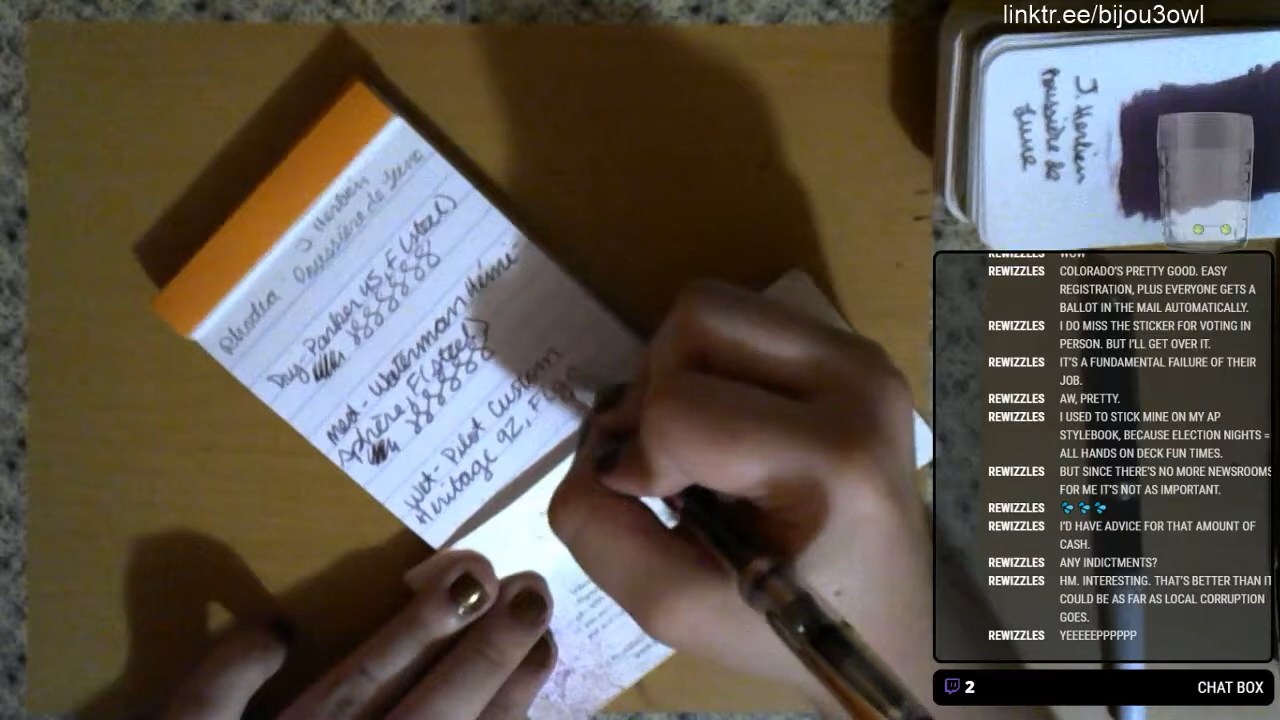 linktr.ee/bijou3owl
J. Herbin
Poussière de
Lune
Rhodia J Herbin
Poussière de Lune
Dry- Parker VS, F (steel)
Med- Waterman Hémi
sphère, F (steel)
Wet- Pilot Custom
Heritage 92, F
REWIZZLES WOW
REWIZZLES COLORADO'S PRETTY GOOD. EASY
REGISTRATION, PLUS EVERYONE GETS A
BALLOT IN THE MAIL AUTOMATICALLY.
REWIZZLES I DO MISS THE STICKER FOR VOTING IN
PERSON. BUT I'LL GET OVER IT.
REWIZZLES IT'S A FUNDAMENTAL FAILURE OF THEIR
JOB.
REWIZZLES AW, PRETTY.
REWIZZLES I USED TO STICK MINE ON MY AP
STYLEBOOK, BECAUSE ELECTION NIGHTS =
ALL HANDS ON DECK FUN TIMES.
REWIZZLES BUT SINCE THERE'S NO MORE NEWSROOMS
FOR ME IT'S NOT AS IMPORTANT.
REWIZZLES
REWIZZLES I'D HAVE ADVICE FOR THAT AMOUNT OF
CASH.
REWIZZLES ANY INDICTMENTS?
REWIZZLES HM. INTERESTING. THAT'S BETTER THAN IT
COULD BE AS FAR AS LOCAL CORRUPTION
GOES.
REWIZZLES YEEEEEPPPPPP
2 CHAT BOX